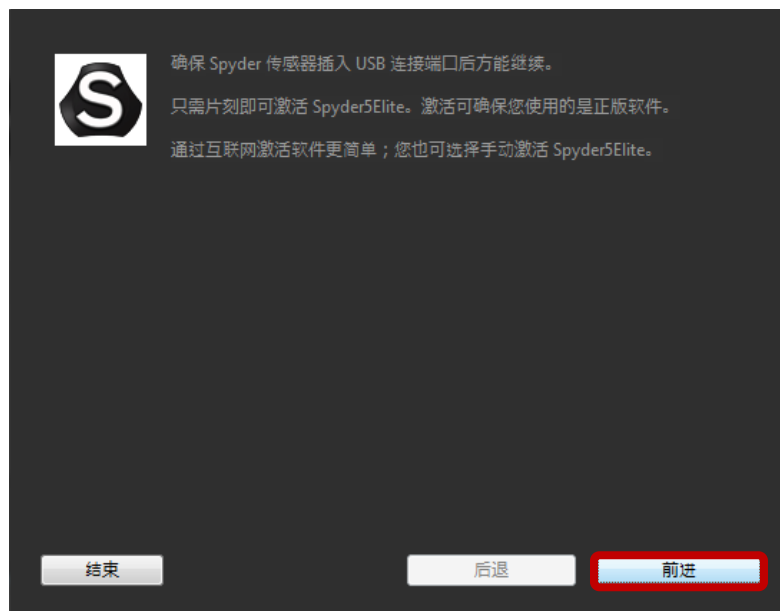 确保 Spyder 传感器插入 USB 连接端口后方能继续。
只需片刻即可激活 Spyder5Elite。激活可确保您使用的是正版软件。
通过互联网激活软件更简单；您也可选择手动激活 Spyder5Elite。
S
结束
后退
前进